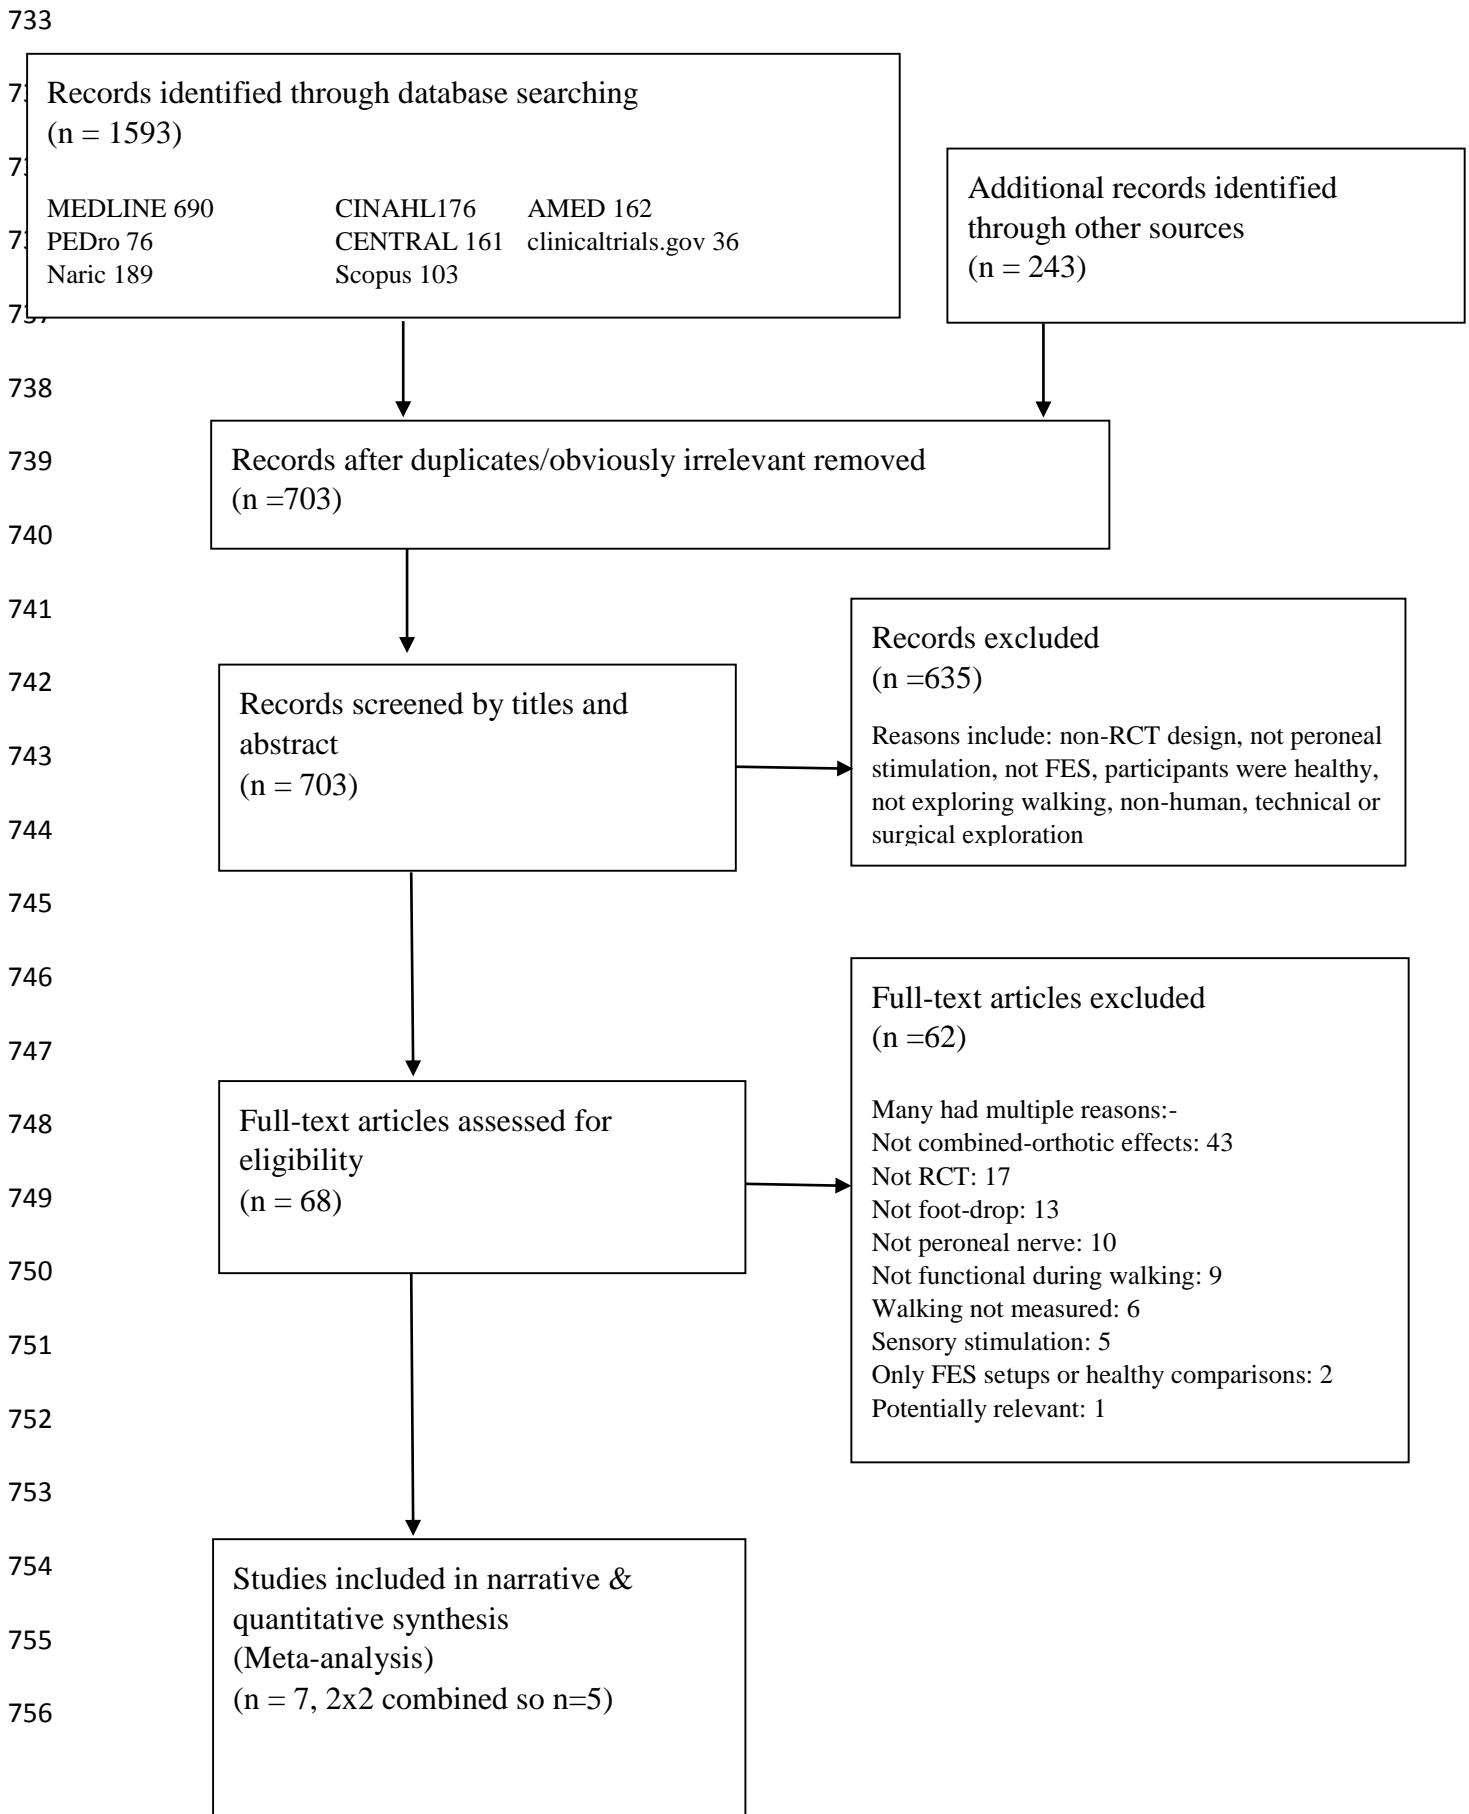 733
Records identified through database searching
(n = 1593)
MEDLINE 690 CINAHL176 AMED 162
PEDro 76 CENTRAL 161 clinicaltrials.gov 36
Naric 189 Scopus 103
Additional records identified
through other sources
(n = 243)
738
739
Records after duplicates/obviously irrelevant removed
(n =703)
740
741
Records excluded
(n =635)
Reasons include: non-RCT design, not peroneal
stimulation, not FES, participants were healthy,
not exploring walking, non-human, technical or
surgical exploration
742
Records screened by titles and
abstract
(n = 703)
743
744
745
746
Full-text articles excluded
(n =62)
Many had multiple reasons:-
Not combined-orthotic effects: 43
Not RCT: 17
Not foot-drop: 13
Not peroneal nerve: 10
Not functional during walking: 9
Walking not measured: 6
Sensory stimulation: 5
Only FES setups or healthy comparisons: 2
Potentially relevant: 1
747
748
Full-text articles assessed for
eligibility
(n = 68)
749
750
751
752
753
754
Studies included in narrative &
quantitative synthesis
(Meta-analysis)
(n = 7, 2x2 combined so n=5)
755
756